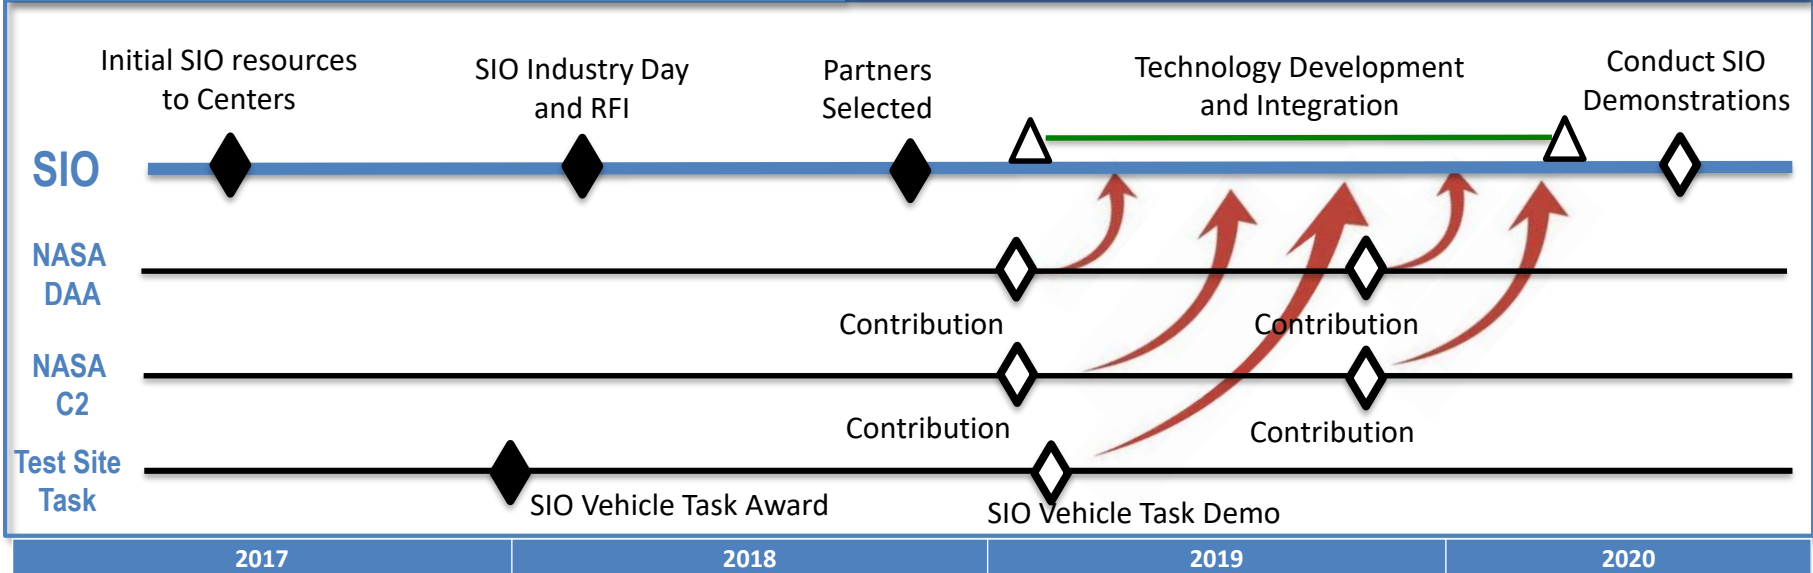 Initial SIO resources
to Centers
SIO Industry Day
and RFI
Partners
Selected
Technology Development
and Integration
Conduct SIO
Demonstrations
SIO
NASA
DAA
Contribution
Contribution
NASA
C2
Contribution
Contribution
Test Site
Task
SIO Vehicle Task Award
SIO Vehicle Task Demo
2017
2018
2019
2020